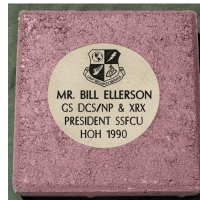 MR. BILL ELLERSON
GS DCS/NP & XRX
PRESIDENT SSFCU
HOH 1990